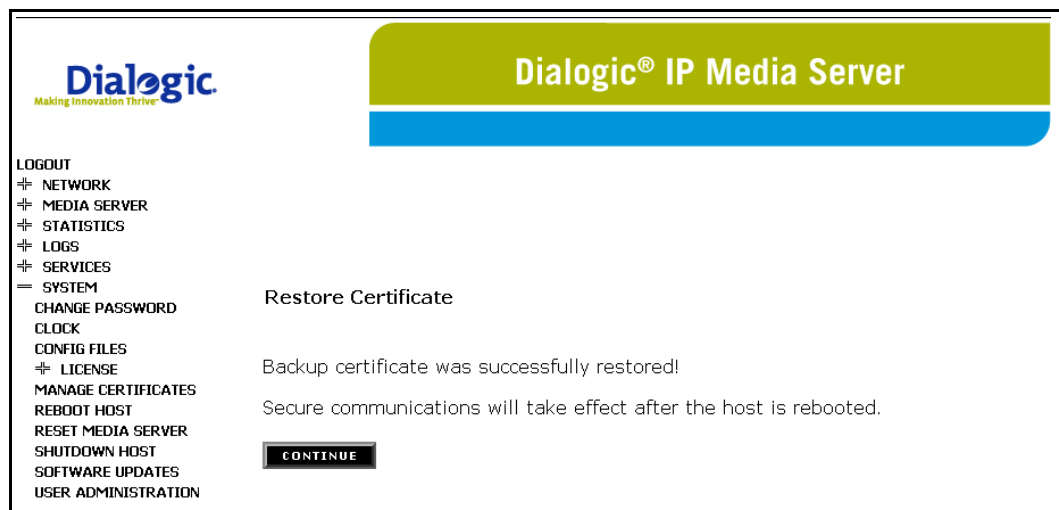 Dialogic.
Making Innovation Thrive™
Dialogic® IP Media Server
LOGOUT
NETWORK
MEDIA SERVER
STATISTICS
LOGS
SERVICES
SYSTEM
CHANGE PASSWORD
CLOCK
CONFIG FILES
LICENSE
MANAGE CERTIFICATES
REBOOT HOST
RESET MEDIA SERVER
SHUTDOWN HOST
SOFTWARE UPDATES
USER ADMINISTRATION
Restore Certificate
Backup certificate was successfully restored!
Secure communications will take effect after the host is rebooted.
CONTINUE